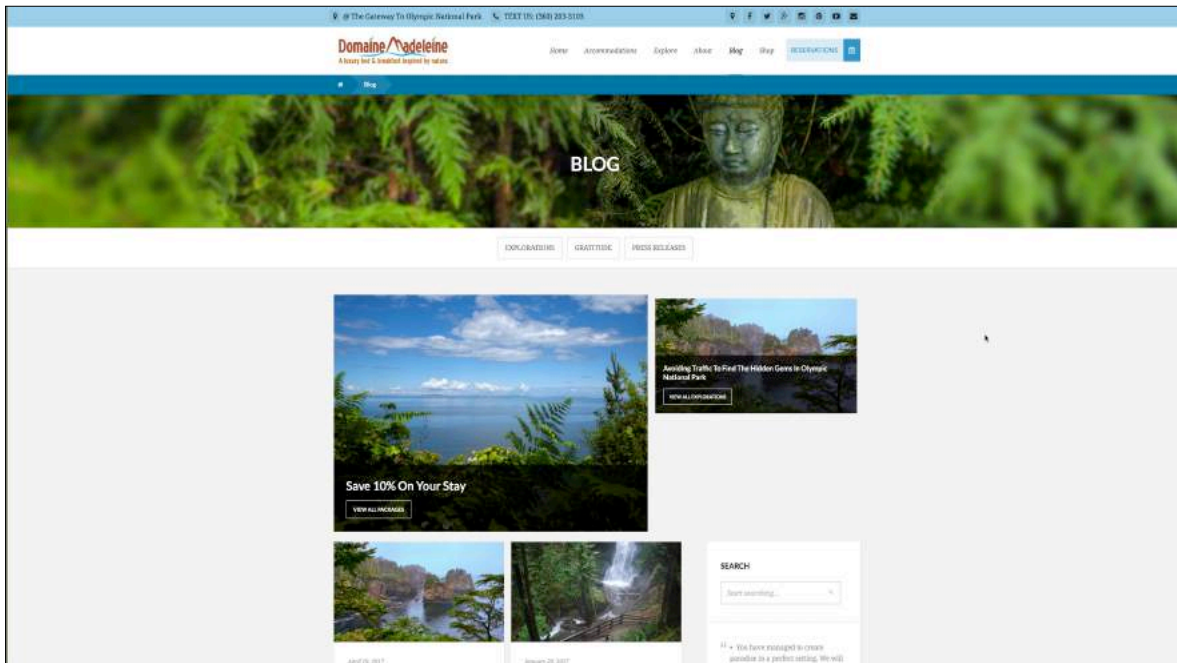 @ The Gateway To Olympic National Park TEXT US: (360) 203-3105
Domaine Madeleine
A luxury bed & breakfast inspired by nature
Home Accommodations Explore About Blog Shop RESERVATIONS
Blog
BLOG
EXPLORATIONS GRATITUDE PRESS RELEASES
Avoiding Traffic To Find The Hidden Gems In Olympic
National Park
VIEW ALL EXPLORATIONS
Save 10% On Your Stay
VIEW ALL PACKAGES
SEARCH
Start searching...
You have managed to create
paradise in a perfect setting. We will